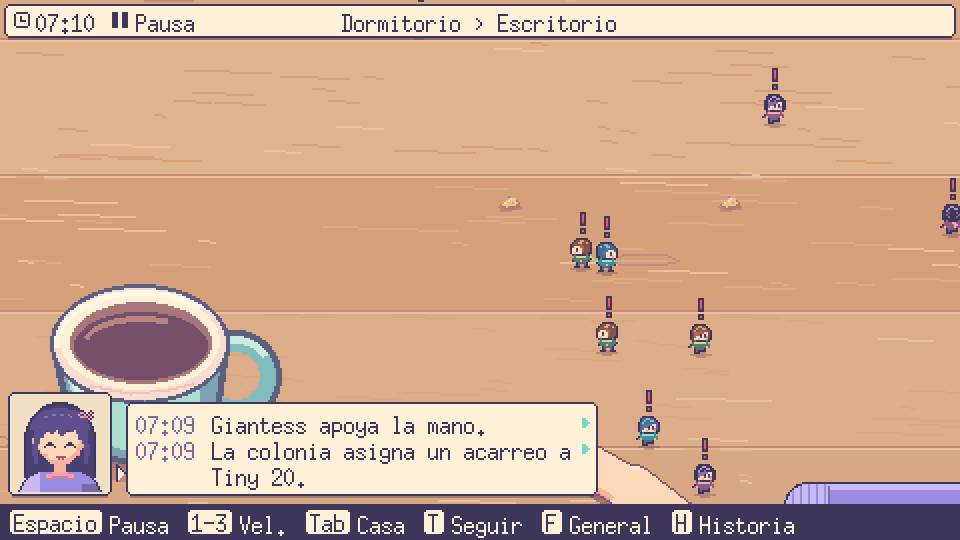 07:10 Pausa Dormitorio > Escritorio
07:09 Giantess apoya la mano.
07:09 La colonia asigna un acarreo a
Tiny 20.
Espacio Pausa 1-3 Vel. Tab Casa T Seguir F General H Historia